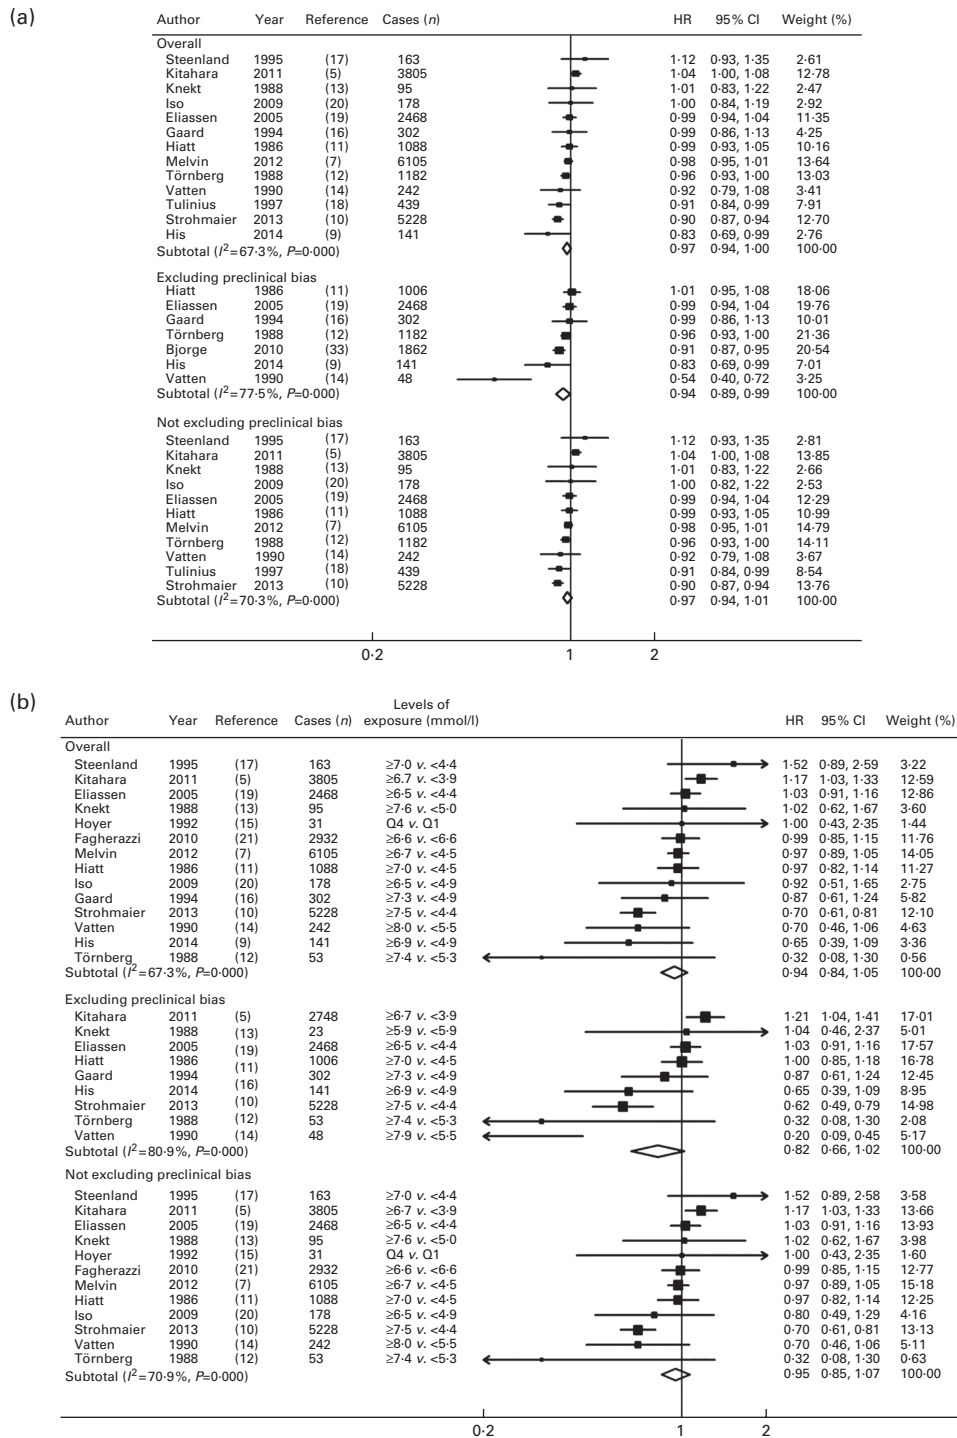 (a)
Author Year Reference Cases (n) HR 95% CI Weight (%)
Overall
Steenland 1995 (17) 163 1·12 0·93, 1·35 2·61
Kitahara 2011 (5) 3805 1·04 1·00, 1·08 12·78
Knekt 1988 (13) 95 1·01 0·83, 1·22 2·47
Iso 2009 (20) 178 1·00 0·84, 1·19 2·92
Eliassen 2005 (19) 2468 0·99 0·94, 1·04 11·35
Gaard 1994 (16) 302 0·99 0·86, 1·13 4·25
Hiatt 1986 (11) 1088 0·99 0·93, 1·05 10·16
Melvin 2012 (7) 6105 0·98 0·95, 1·01 13·64
Törnberg 1988 (12) 1182 0·96 0·93, 1·00 13·03
Vatten 1990 (14) 242 0·92 0·79, 1·08 3·41
Tulinius 1997 (18) 439 0·91 0·84, 0·99 7·91
Strohmaier 2013 (10) 5228 0·90 0·87, 0·94 12·70
His 2014 (9) 141 0·83 0·69, 0·99 2·76
Subtotal (I²=67·3%, P=0·000) 0·97 0·94, 1·00 100·00
Excluding preclinical bias
Hiatt 1986 (11) 1006 1·01 0·95, 1·08 18·06
Eliassen 2005 (19) 2468 0·99 0·94, 1·04 19·76
Gaard 1994 (16) 302 0·99 0·86, 1·13 10·01
Törnberg 1988 (12) 1182 0·96 0·93, 1·00 21·36
Bjorge 2010 (33) 1862 0·91 0·87, 0·95 20·54
His 2014 (9) 141 0·83 0·69, 0·99 7·01
Vatten 1990 (14) 48 0·54 0·40, 0·72 3·25
Subtotal (I²=77·5%, P=0·000) 0·94 0·89, 0·99 100·00
Not excluding preclinical bias
Steenland 1995 (17) 163 1·12 0·93, 1·35 2·81
Kitahara 2011 (5) 3805 1·04 1·00, 1·08 13·85
Knekt 1988 (13) 95 1·01 0·83, 1·22 2·66
Iso 2009 (20) 178 1·00 0·82, 1·22 2·53
Eliassen 2005 (19) 2468 0·99 0·94, 1·04 12·29
Hiatt 1986 (11) 1088 0·99 0·93, 1·05 10·99
Melvin 2012 (7) 6105 0·98 0·95, 1·01 14·79
Törnberg 1988 (12) 1182 0·96 0·93, 1·00 14·11
Vatten 1990 (14) 242 0·92 0·79, 1·08 3·67
Tulinius 1997 (18) 439 0·91 0·84, 0·99 8·54
Strohmaier 2013 (10) 5228 0·90 0·87, 0·94 13·76
Subtotal (I²=70·3%, P=0·000) 0·97 0·94, 1·01 100·00
0·2 1 2
(b)
Levels of
Author Year Reference Cases (n) exposure (mmol/l) HR 95% CI Weight (%)
Overall
Steenland 1995 (17) 163 ≥7·0 v. <4·4 1·52 0·89, 2·59 3·22
Kitahara 2011 (5) 3805 ≥6·7 v. <3·9 1·17 1·03, 1·33 12·59
Eliassen 2005 (19) 2468 ≥6·5 v. <4·4 1·03 0·91, 1·16 12·86
Knekt 1988 (13) 95 ≥7·6 v. <5·0 1·02 0·62, 1·67 3·60
Hoyer 1992 (15) 31 Q4 v. Q1 1·00 0·43, 2·35 1·44
Fagherazzi 2010 (21) 2932 ≥6·6 v. <6·6 0·99 0·85, 1·15 11·76
Melvin 2012 (7) 6105 ≥6·7 v. <4·5 0·97 0·89, 1·05 14·05
Hiatt 1986 (11) 1088 ≥7·0 v. <4·5 0·97 0·82, 1·14 11·27
Iso 2009 (20) 178 ≥6·5 v. <4·9 0·92 0·51, 1·65 2·75
Gaard 1994 (16) 302 ≥7·3 v. <4·9 0·87 0·61, 1·24 5·82
Strohmaier 2013 (10) 5228 ≥7·5 v. <4·4 0·70 0·61, 0·81 12·10
Vatten 1990 (14) 242 ≥8·0 v. <5·5 0·70 0·46, 1·06 4·63
His 2014 (9) 141 ≥6·9 v. <4·9 0·65 0·39, 1·09 3·36
Törnberg 1988 (12) 53 ≥7·4 v. <5·3 0·32 0·08, 1·30 0·56
Subtotal (I²=67·3%, P=0·000) 0·94 0·84, 1·05 100·00
Excluding preclinical bias
Kitahara 2011 (5) 2748 ≥6·7 v. <3·9 1·21 1·04, 1·41 17·01
Knekt 1988 (13) 23 ≥5·9 v. <5·9 1·04 0·46, 2·37 5·01
Eliassen 2005 (19) 2468 ≥6·5 v. <4·4 1·03 0·91, 1·16 17·57
Hiatt 1986 (11) 1006 ≥7·0 v. <4·5 1·00 0·85, 1·18 16·78
Gaard 1994 (16) 302 ≥7·3 v. <4·9 0·87 0·61, 1·24 12·45
His 2014 (9) 141 ≥6·9 v. <4·9 0·65 0·39, 1·09 8·95
Strohmaier 2013 (10) 5228 ≥7·5 v. <4·4 0·62 0·49, 0·79 14·98
Törnberg 1988 (12) 53 ≥7·4 v. <5·3 0·32 0·08, 1·30 2·08
Vatten 1990 (14) 48 ≥7·9 v. <5·5 0·20 0·09, 0·45 5·17
Subtotal (I²=80·9%, P=0·000) 0·82 0·66, 1·02 100·00
Not excluding preclinical bias
Steenland 1995 (17) 163 ≥7·0 v. <4·4 1·52 0·89, 2·58 3·58
Kitahara 2011 (5) 3805 ≥6·7 v. <3·9 1·17 1·03, 1·33 13·66
Eliassen 2005 (19) 2468 ≥6·5 v. <4·4 1·03 0·91, 1·16 13·93
Knekt 1988 (13) 95 ≥7·6 v. <5·0 1·02 0·62, 1·67 3·98
Hoyer 1992 (15) 31 Q4 v. Q1 1·00 0·43, 2·35 1·60
Fagherazzi 2010 (21) 2932 ≥6·6 v. <6·6 0·99 0·85, 1·15 12·77
Melvin 2012 (7) 6105 ≥6·7 v. <4·5 0·97 0·89, 1·05 15·18
Hiatt 1986 (11) 1088 ≥7·0 v. <4·5 0·97 0·82, 1·14 12·25
Iso 2009 (20) 178 ≥6·5 v. <4·9 0·80 0·49, 1·29 4·16
Strohmaier 2013 (10) 5228 ≥7·5 v. <4·4 0·70 0·61, 0·81 13·13
Vatten 1990 (14) 242 ≥8·0 v. <5·5 0·70 0·46, 1·06 5·11
Törnberg 1988 (12) 53 ≥7·4 v. <5·3 0·32 0·08, 1·30 0·63
Subtotal (I²=70·9%, P=0·000) 0·95 0·85, 1·07 100·00
0·2 1 2